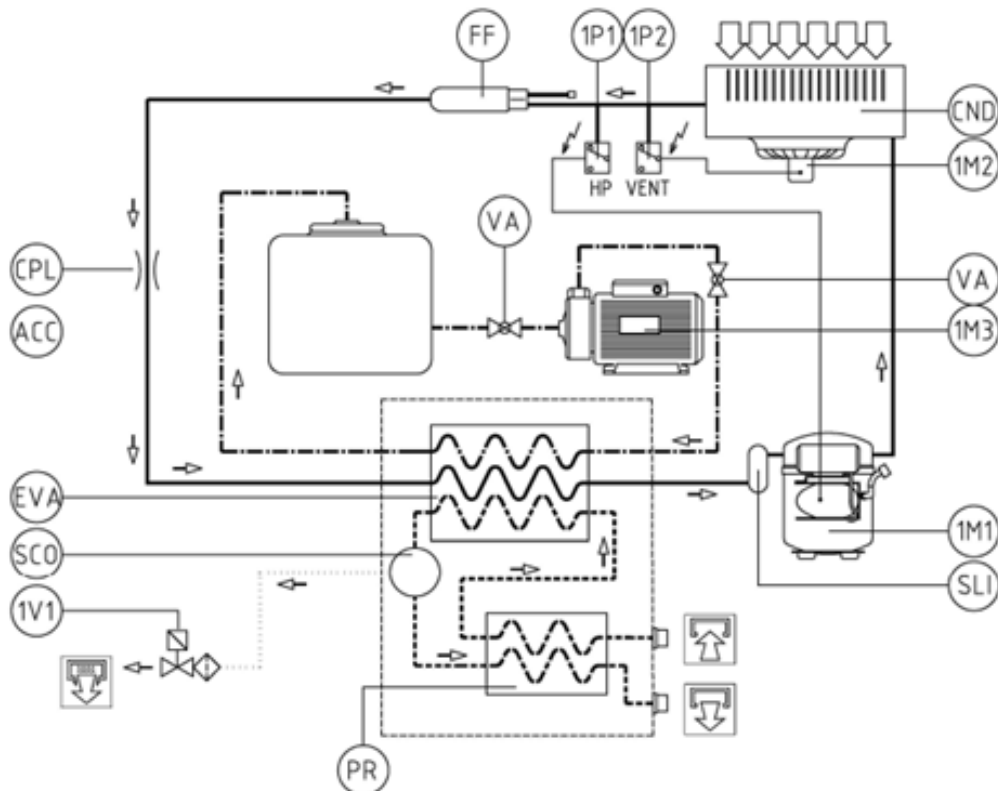 FF
1P1
1P2
CND
1M2
HP
VENT
VA
CPL
VA
ACC
1M3
EVA
SCO
1M1
1V1
SLI
PR